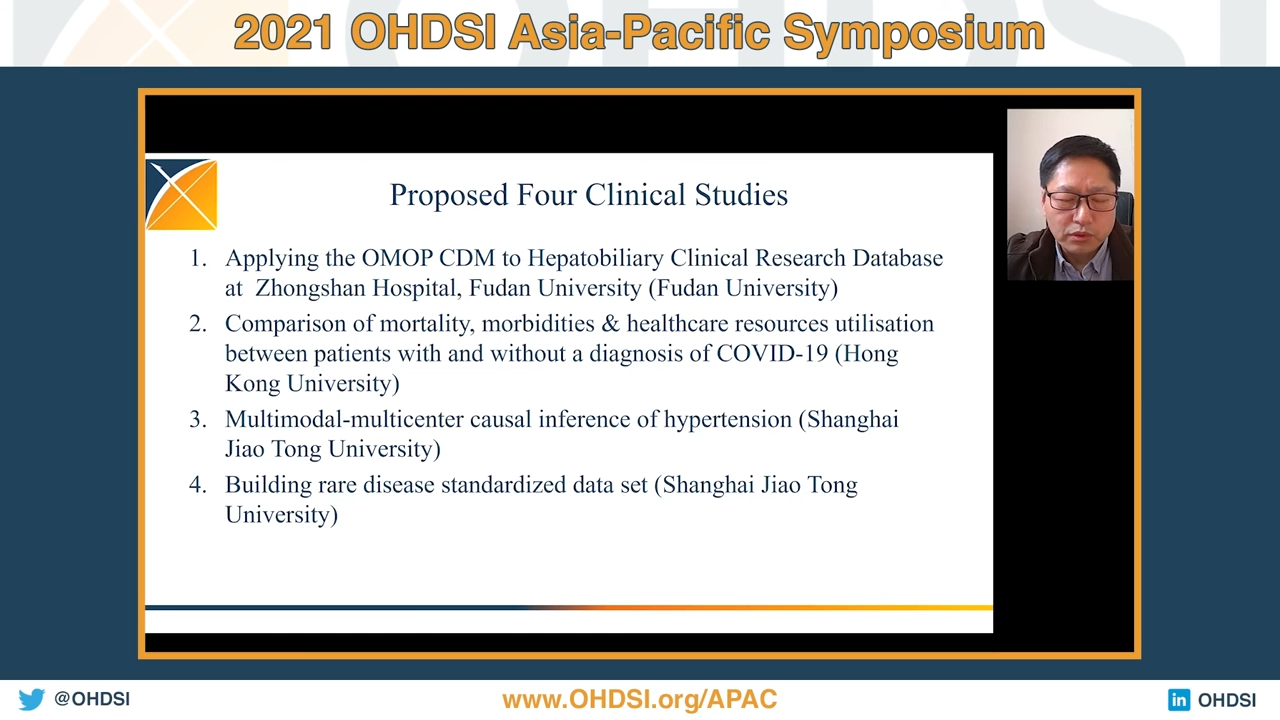 2021 OHDSI Asia-Pacific Symposium
Proposed Four Clinical Studies
1. Applying the OMOP CDM to Hepatobiliary Clinical Research Database
at Zhongshan Hospital, Fudan University (Fudan University)
2. Comparison of mortality, morbidities & healthcare resources utilisation
between patients with and without a diagnosis of COVID-19 (Hong
Kong University)
3. Multimodal-multicenter causal inference of hypertension (Shanghai
Jiao Tong University)
4. Building rare disease standardized data set (Shanghai Jiao Tong
University)
@OHDSI
www.OHDSI.org/APAC
in OHDSI